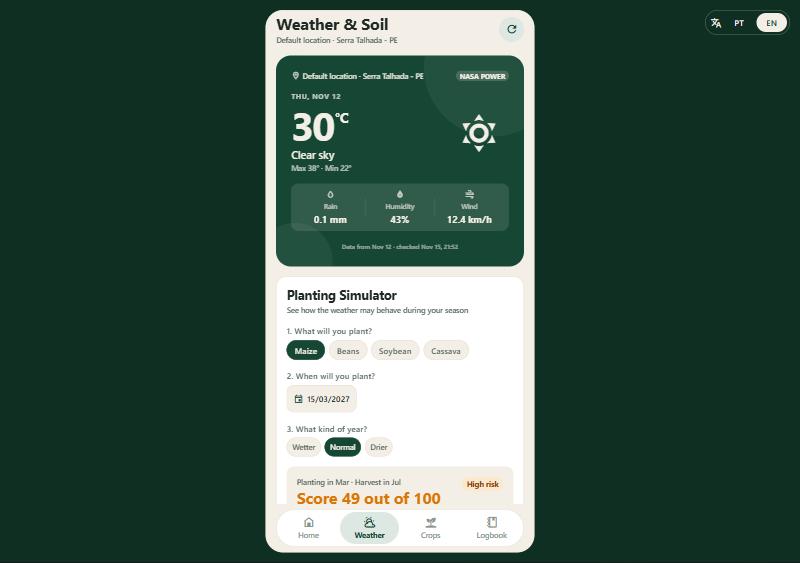 Weather & Soil
Default location · Serra Talhada - PE
PT EN
Default location · Serra Talhada - PE
NASA POWER
THU, NOV 12
30°C
Clear sky
Max 38° · Min 22°
Rain Humidity Wind
0.1 mm 43% 12.4 km/h
Data from Nov 12 · checked Nov 15, 21:52
Planting Simulator
See how the weather may behave during your season
1. What will you plant?
Maize Beans Soybean Cassava
2. When will you plant?
15/03/2027
3. What kind of year?
Wetter Normal Drier
Planting in Mar · Harvest in Jul
High risk
Score 49 out of 100
Home Weather Crops Logbook